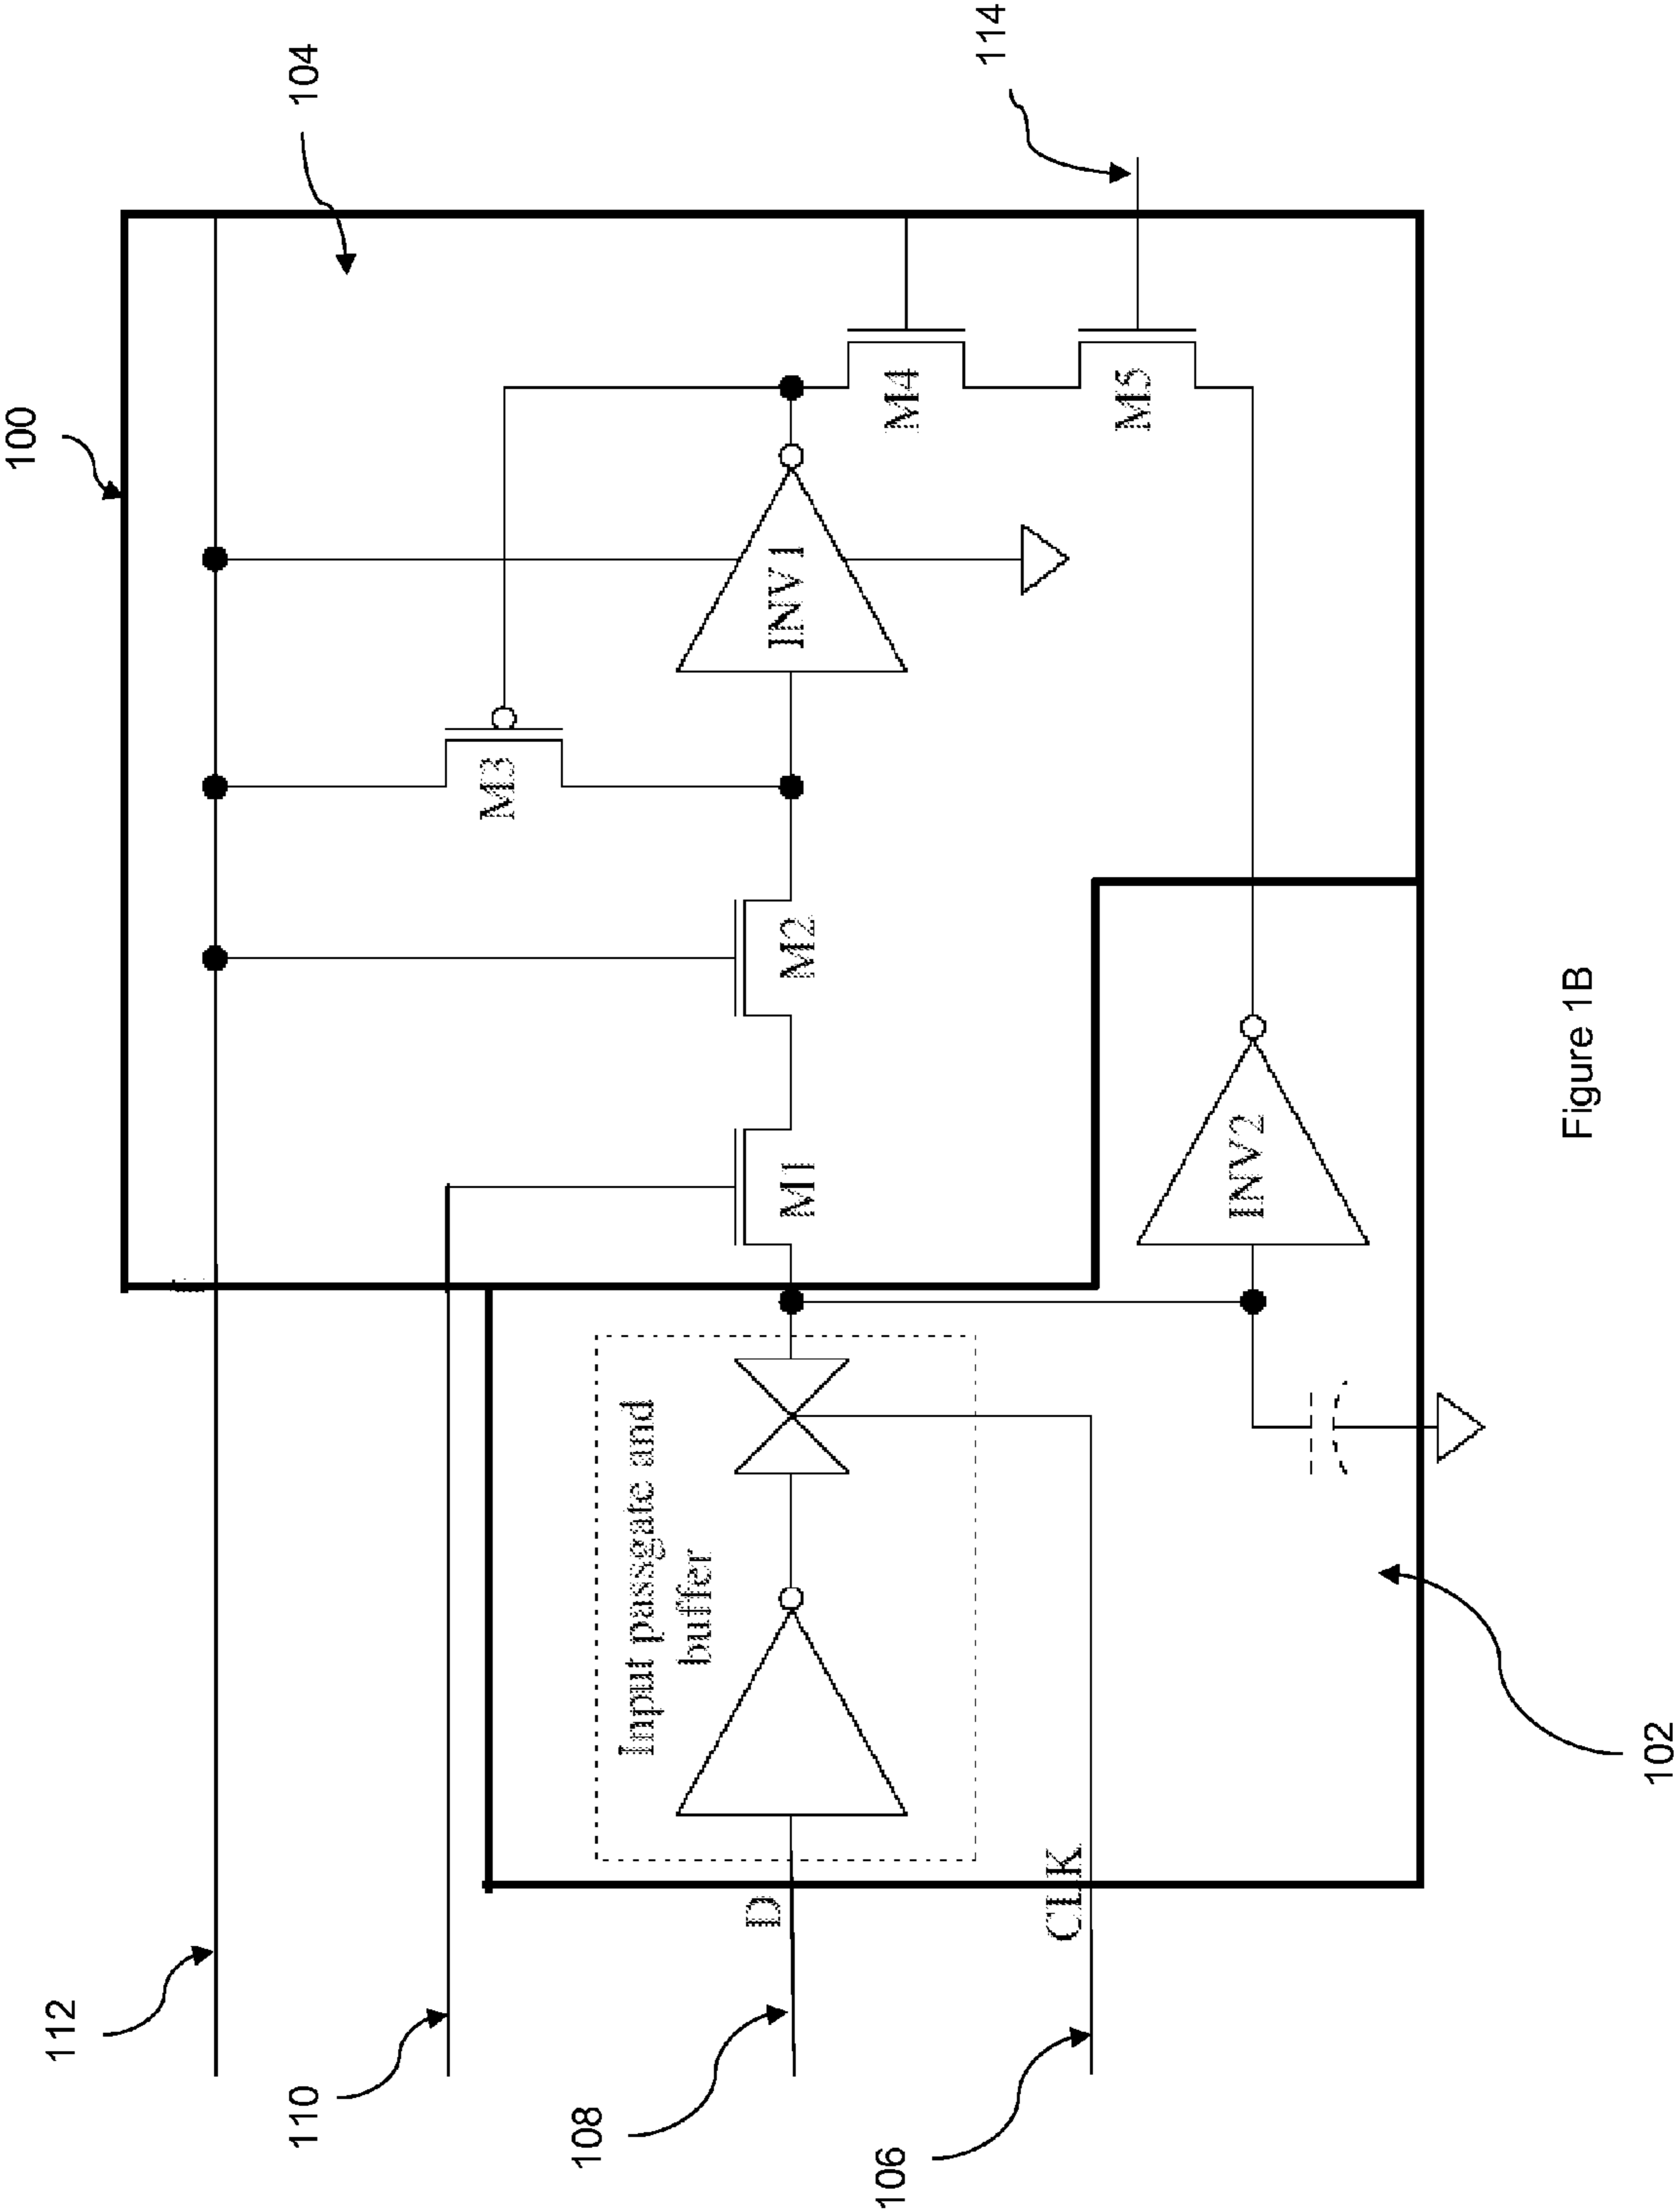 100
104
114
112
110
108
106
102
M1
M2
M3
M4
M5
INV1
INV2
Input passgate and
buffer
D
CLK
Figure 1B